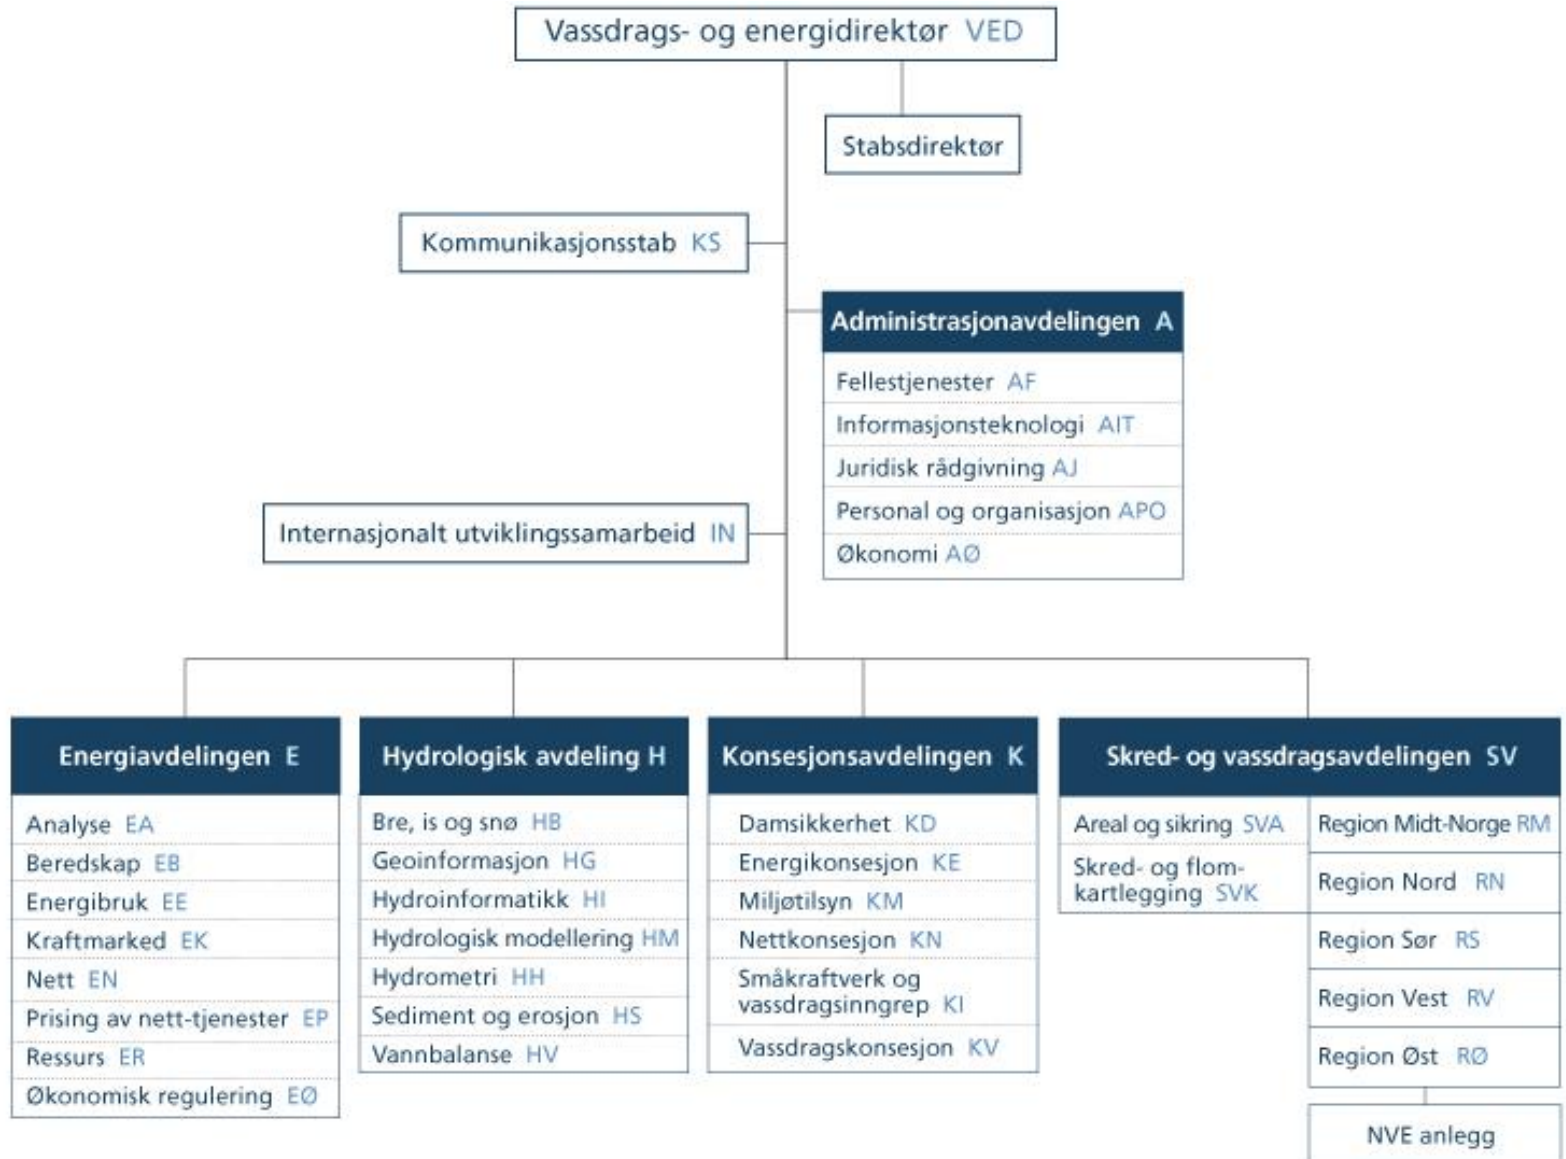 Vassdrags- og energidirektør VED
Stabsdirektør
Kommunikasjonsstab KS
Administrasjonavdelingen A
Fellestjenester AF
Informasjonsteknologi AIT
Juridisk rådgivning AJ
Personal og organisasjon APO
Økonomi AØ
Internasjonalt utviklingssamarbeid IN
Energiavdelingen E
Analyse EA
Beredskap EB
Energibruk EE
Kraftmarked EK
Nett EN
Prising av nett-tjenester EP
Ressurs ER
Økonomisk regulering EØ
Hydrologisk avdeling H
Bre, is og snø HB
Geoinformasjon HG
Hydroinformatikk HI
Hydrologisk modellering HM
Hydrometri HH
Sediment og erosjon HS
Vannbalanse HV
Konsesjonsavdelingen K
Damsikkerhet KD
Energikonsesjon KE
Miljøtilsyn KM
Nettkonsesjon KN
Småkraftverk og
vassdragsinngrep KI
Vassdragskonsesjon KV
Skred- og vassdragsavdelingen SV
Areal og sikring SVA
Skred- og flom-
kartlegging SVK
Region Midt-Norge RM
Region Nord RN
Region Sør RS
Region Vest RV
Region Øst RØ
NVE anlegg